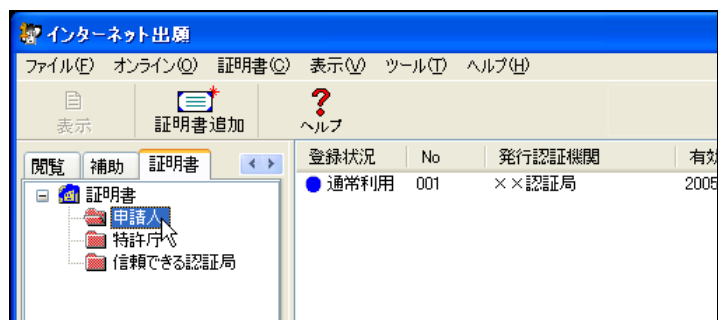 インターネット出願
ファイル(F) オンライン(O) 証明書(C) 表示(V) ツール(T) ヘルプ(H)
表示 証明書追加 ヘルプ
閲覧 補助 証明書
登録状況 No 発行認証機関 有効
通常利用 001 ××認証局 2005
証明書
申請人
特許庁
信頼できる認証局